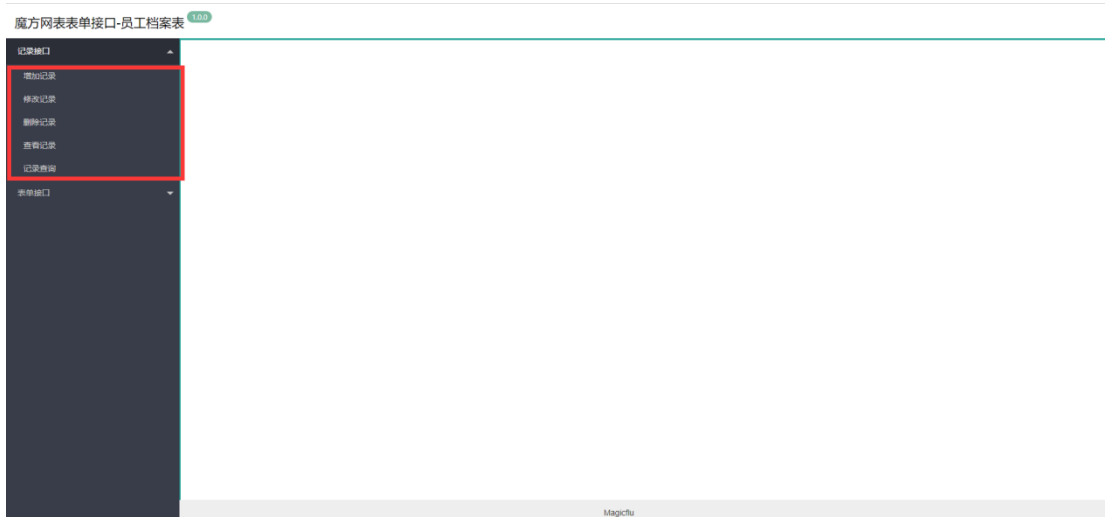 魔方网表表单接口-员工档案表 1.0.0
记录接口
增加记录
修改记录
删除记录
查看记录
记录查询
表单接口
Magicflu